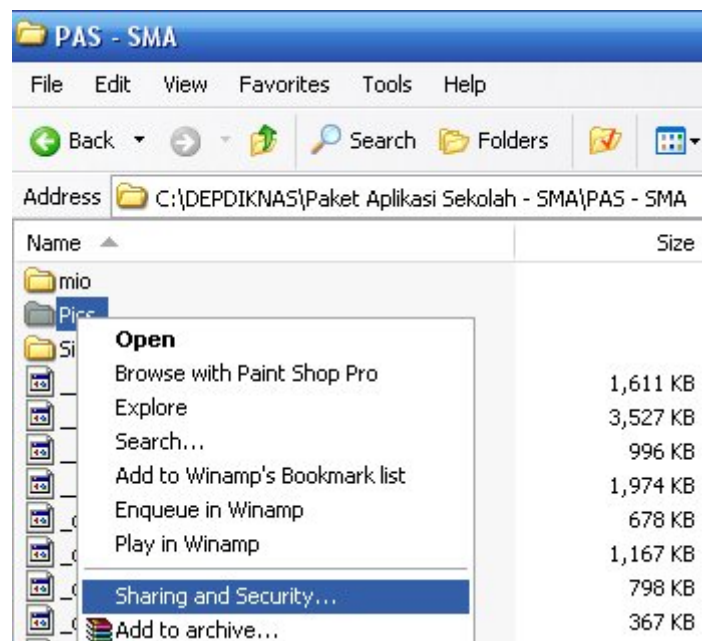 PAS - SMA
File Edit View Favorites Tools Help
Back Search Folders
Address C:\DEPDIKNAS\Paket Aplikasi Sekolah - SMA\PAS - SMA
Name Size
mio
Pics
Si
Open
Browse with Paint Shop Pro
Explore
Search...
Add to Winamp's Bookmark list
Enqueue in Winamp
Play in Winamp
Sharing and Security...
Add to archive...
1,611 KB
3,527 KB
996 KB
1,974 KB
678 KB
1,167 KB
798 KB
367 KB